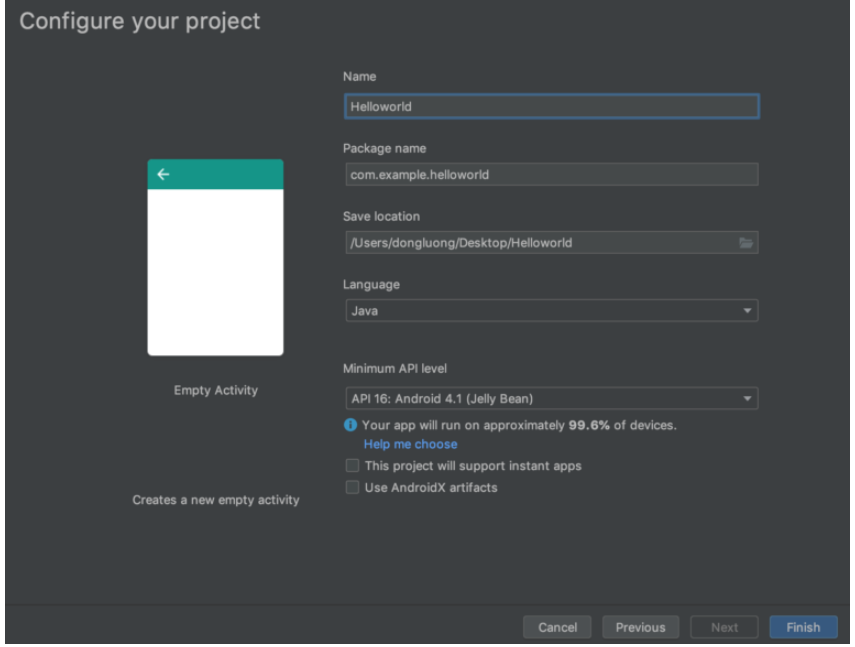 Configure your project
Name
Helloworld
Package name
com.example.helloworld
Save location
/Users/dongluong/Desktop/Helloworld
Language
Java
Empty Activity
Minimum API level
API 16: Android 4.1 (Jelly Bean)
Your app will run on approximately 99.6% of devices.
Help me choose
This project will support instant apps
Use AndroidX artifacts
Creates a new empty activity
Cancel
Previous
Next
Finish